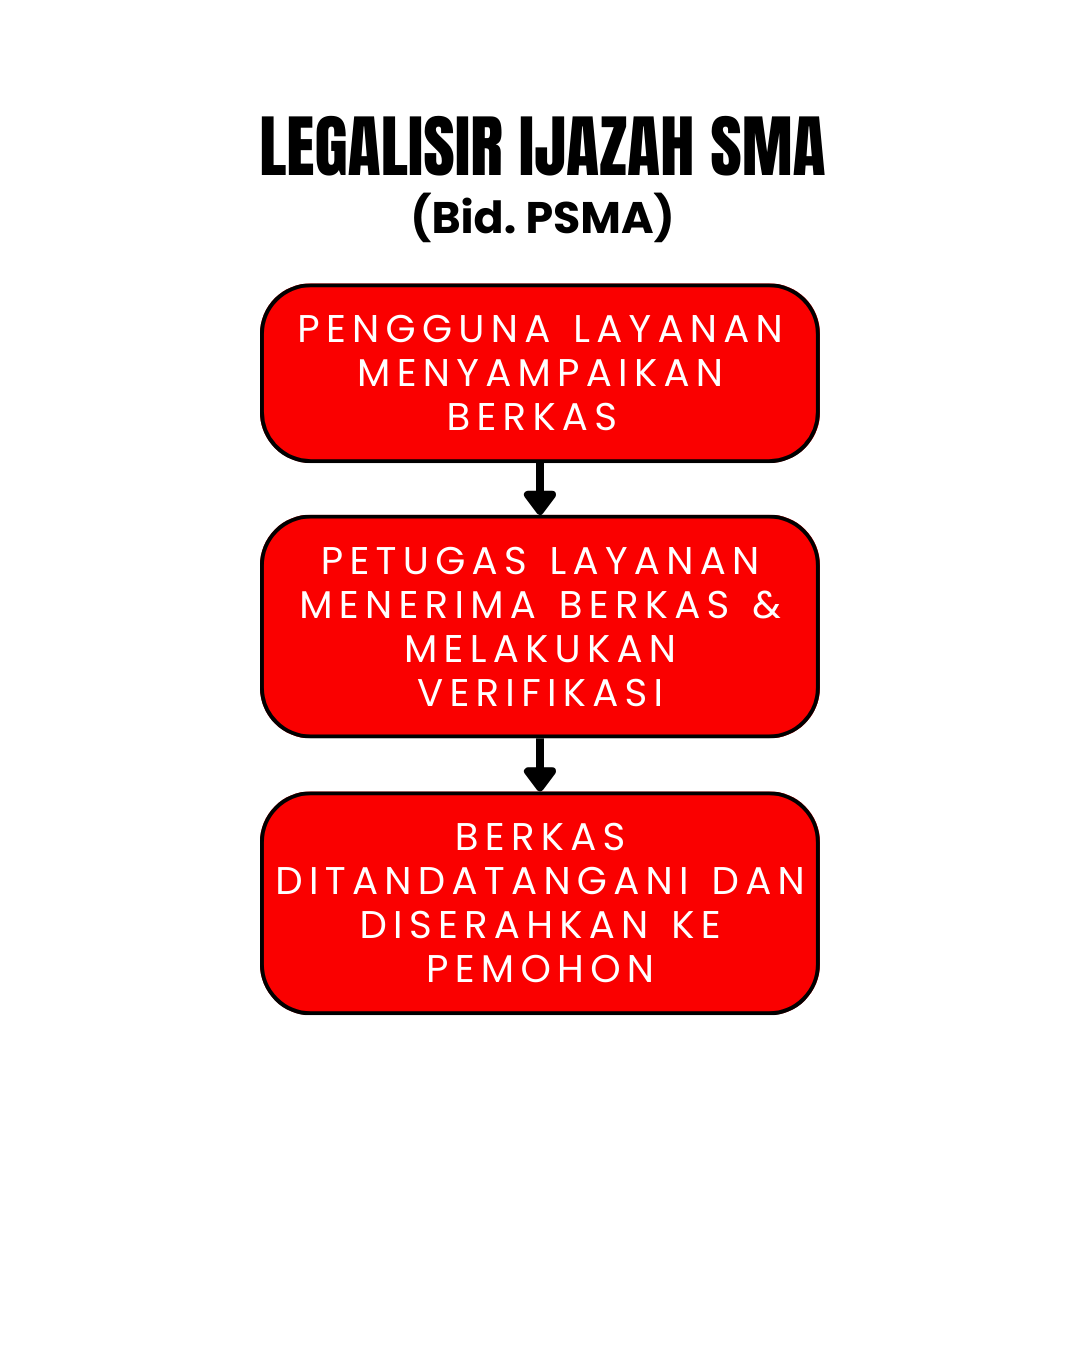 LEGALISIR IJAZAH SMA
(Bid. PSMA)
PENGGUNA LAYANAN
MENYAMPAIKAN
BERKAS
PETUGAS LAYANAN
MENERIMA BERKAS &
MELAKUKAN
VERIFIKASI
BERKAS
DITANDATANGANI DAN
DISERAHKAN KE
PEMOHON